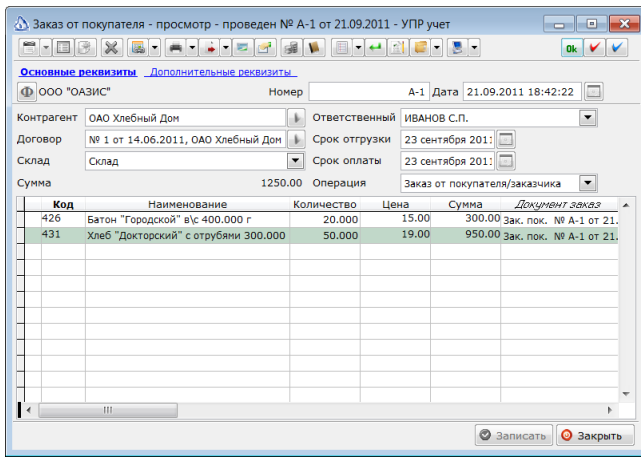 Заказ от покупателя - просмотр - проведен № А-1 от 21.09.2011 - УПР учет
Ok
Основные реквизиты Дополнительные реквизиты
Ф ООО "ОАЗИС" Номер А-1 Дата 21.09.2011 18:42:22
Контрагент ОАО Хлебный Дом Ответственный ИВАНОВ С.П.
Договор № 1 от 14.06.2011, ОАО Хлебный Дом Срок отгрузки 23 сентября 2011
Склад Склад Срок оплаты 23 сентября 2011
Сумма 1250.00 Операция Заказ от покупателя/заказчика
Код Наименование Количество Цена Сумма Документ заказ
426 Батон "Городской" в\с 400.000 г 20.000 15.00 300.00 Зак. пок. № А-1 от 21.
431 Хлеб "Докторский" с отрубями 300.000 50.000 19.00 950.00 Зак. пок. № А-1 от 21.
Записать Закрыть